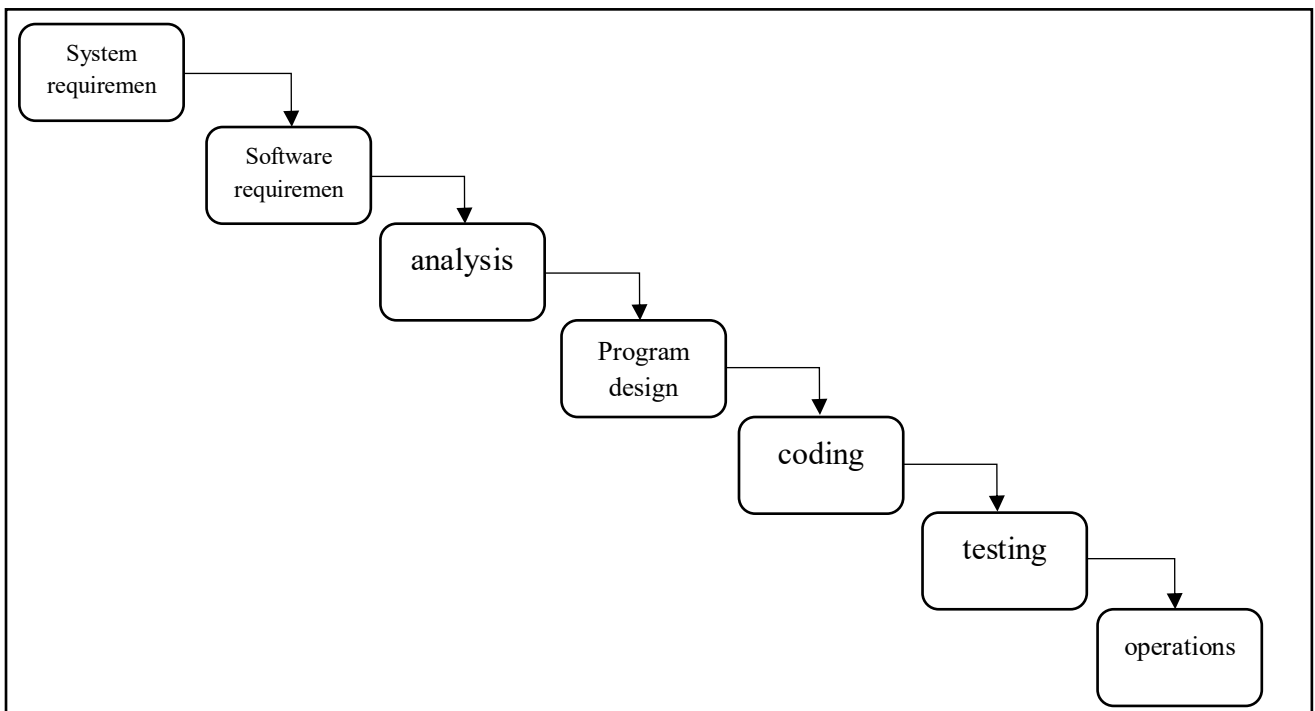 System
requiremen
Software
requiremen
analysis
Program
design
coding
testing
operations